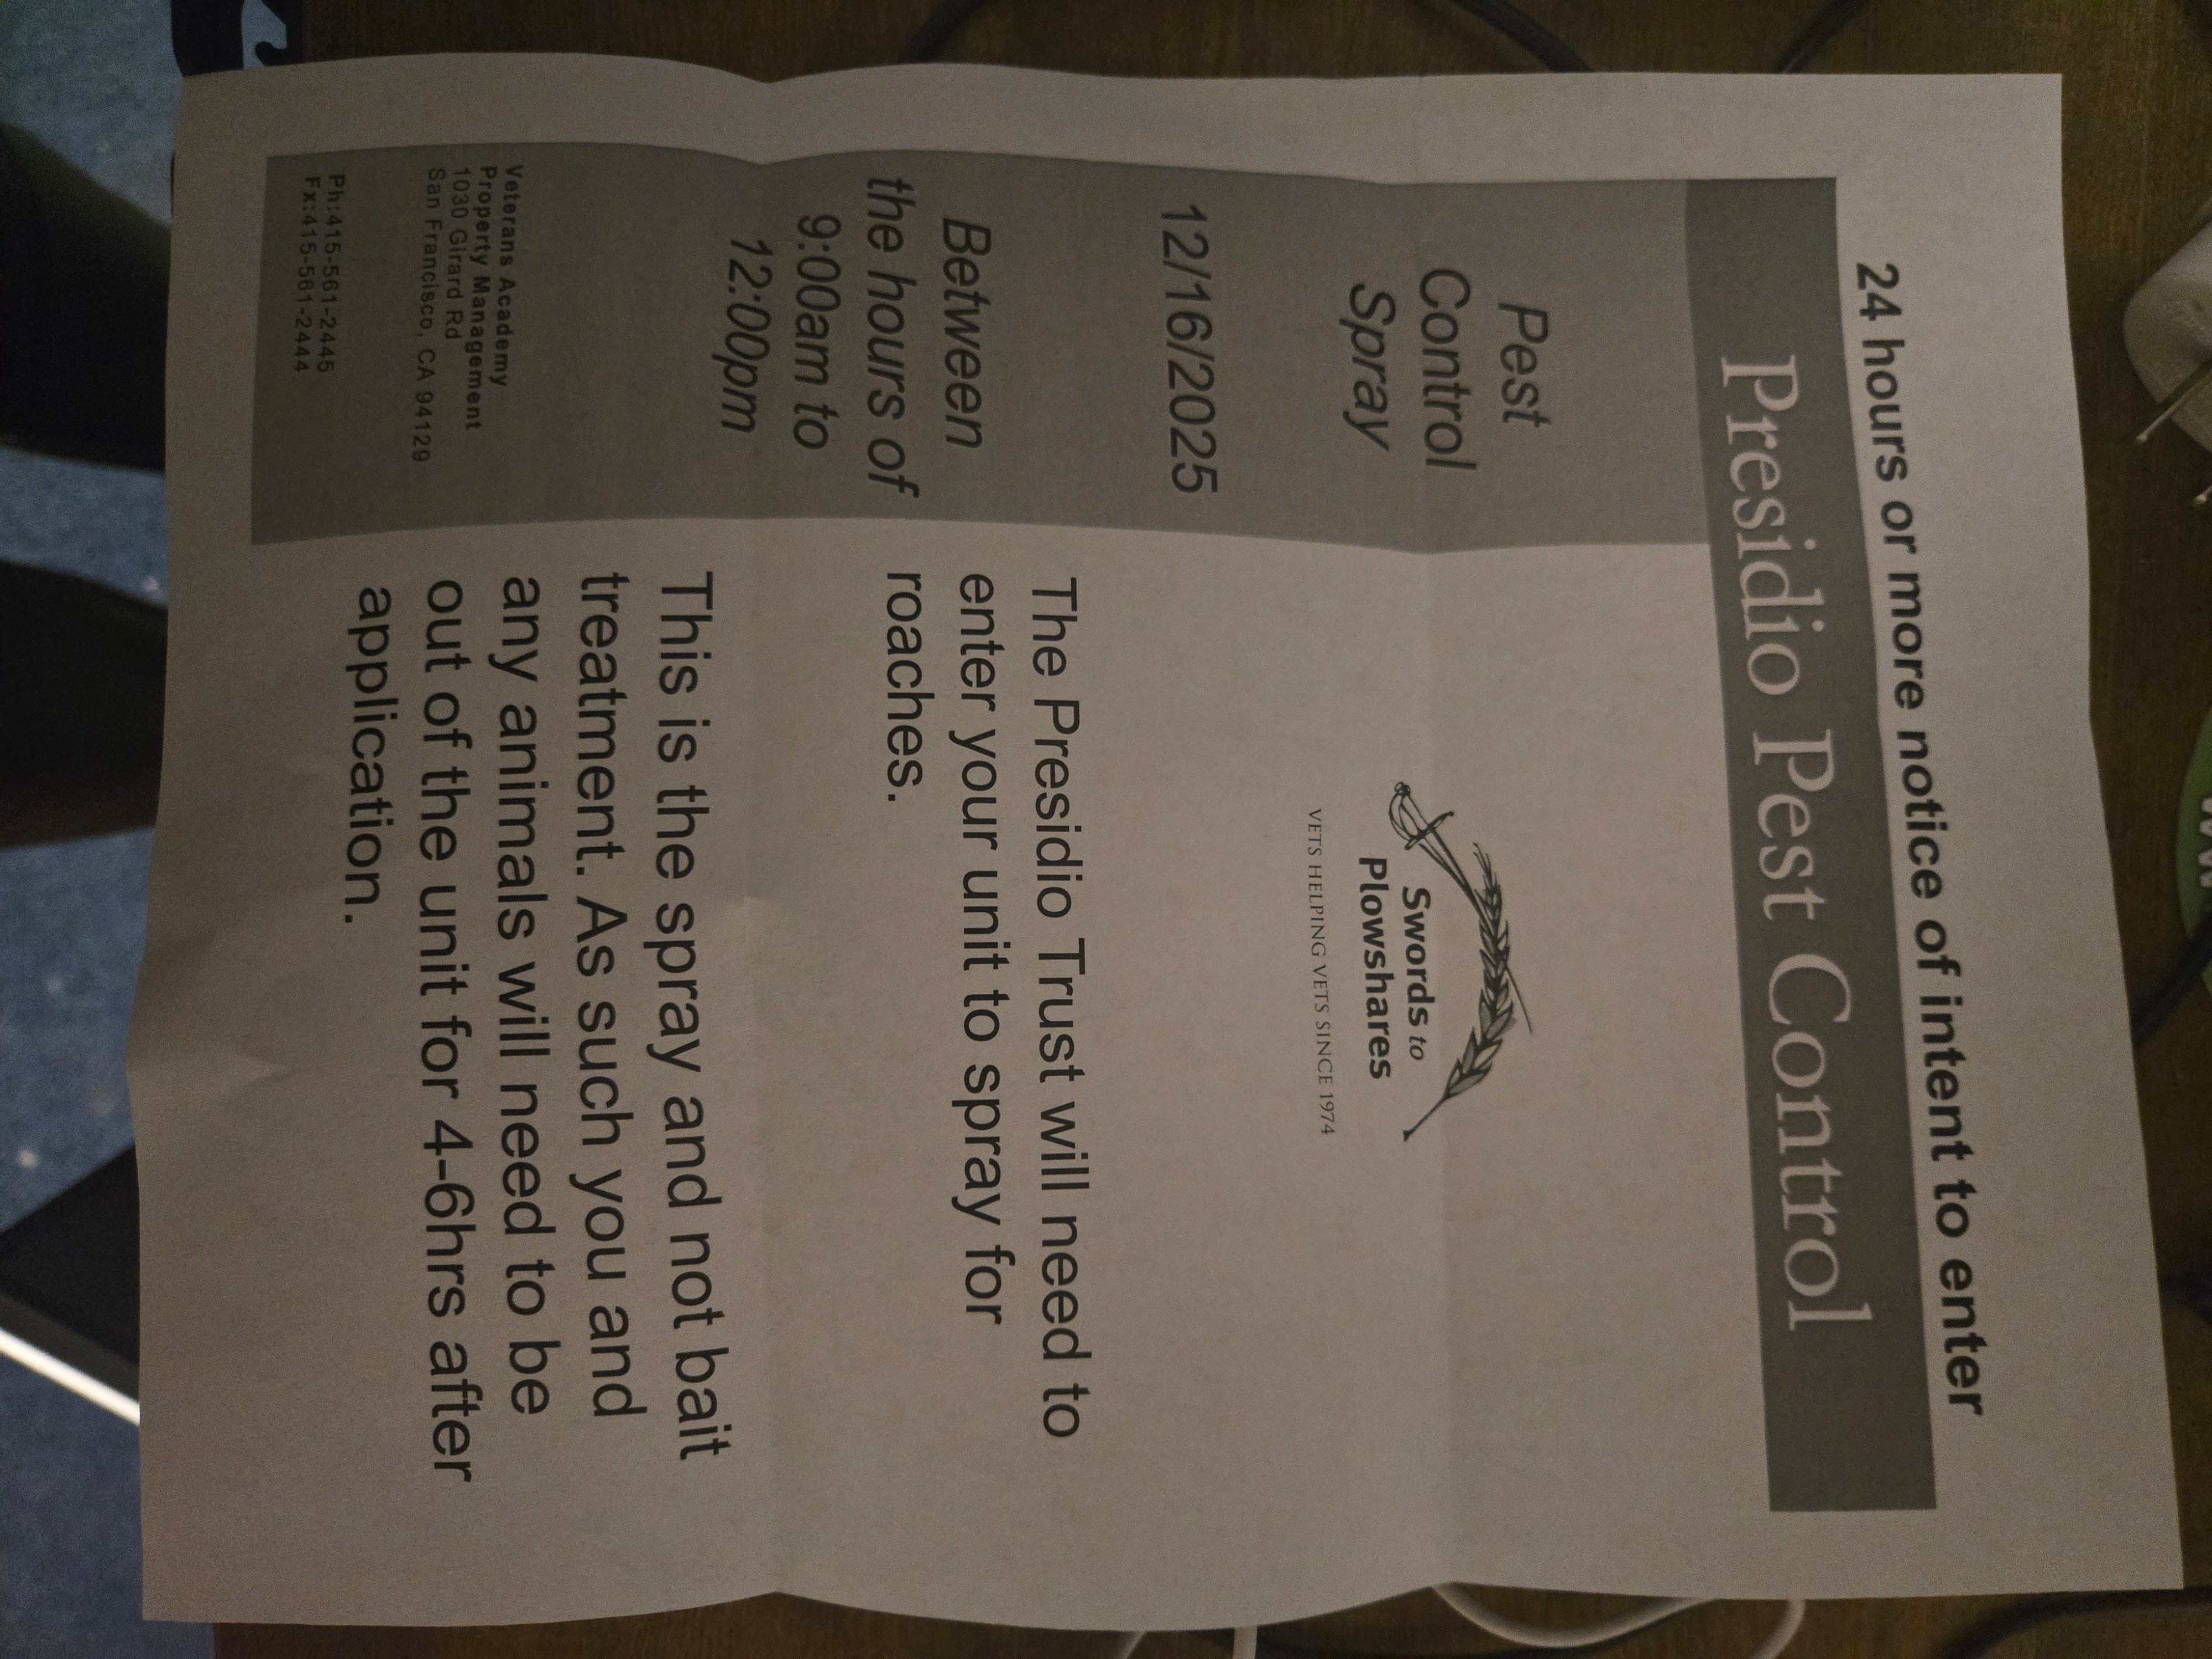 24 hours or more notice of intent to enter
Presidio Pest Control
Pest
Control
Spray
12/16/2025
Between
the hours of
9:00am to
12:00pm
Veterans Academy
Property Management
1030 Girard Rd
San Francisco, CA 94129
Ph:415-561-2445
Fx:415-561-2444
Swords to
Plowshares
VETS HELPING VETS SINCE 1974
The Presidio Trust will need to
enter your unit to spray for
roaches.
This is the spray and not bait
treatment. As such you and
any animals will need to be
out of the unit for 4-6hrs after
application.